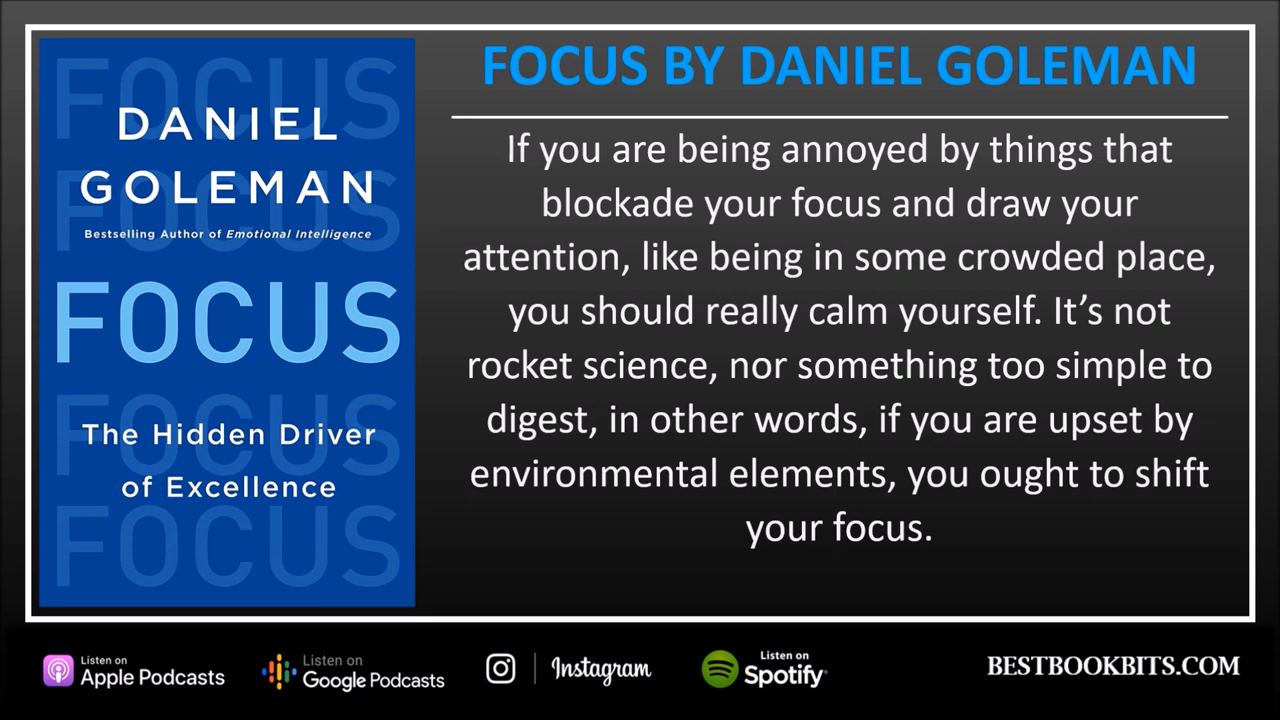 FOCUS
DANIEL
GOLEMAN
FOCUS
Bestselling Author of Emotional Intelligence
FOCUS
FOCUS
The Hidden Driver
of Excellence
FOCUS
FOCUS BY DANIEL GOLEMAN
If you are being annoyed by things that
blockade your focus and draw your
attention, like being in some crowded place,
you should really calm yourself. It’s not
rocket science, nor something too simple to
digest, in other words, if you are upset by
environmental elements, you ought to shift
your focus.
Listen on
Apple Podcasts
Listen on
Google Podcasts
Instagram
Listen on
Spotify
BESTBOOKBITS.COM